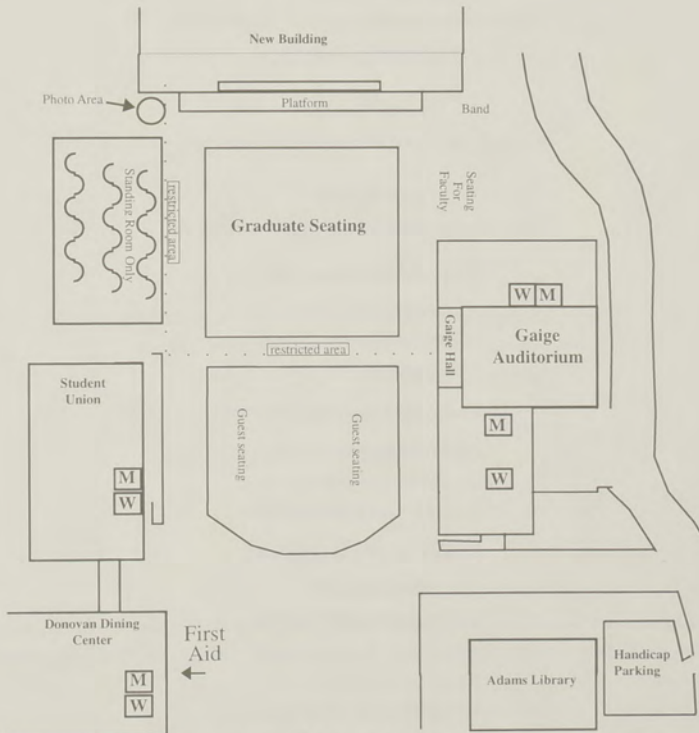 New Building
Photo Area
Platform
Band
Standing Room Only
restricted area
Graduate Seating
Seating
For
Faculty
W M
Gaige Hall
Gaige
Auditorium
restricted area
Student
Union
Guest seating
Guest seating
M
W
M
W
Donovan Dining
Center
First
Aid
M
W
Adams Library
Handicap
Parking